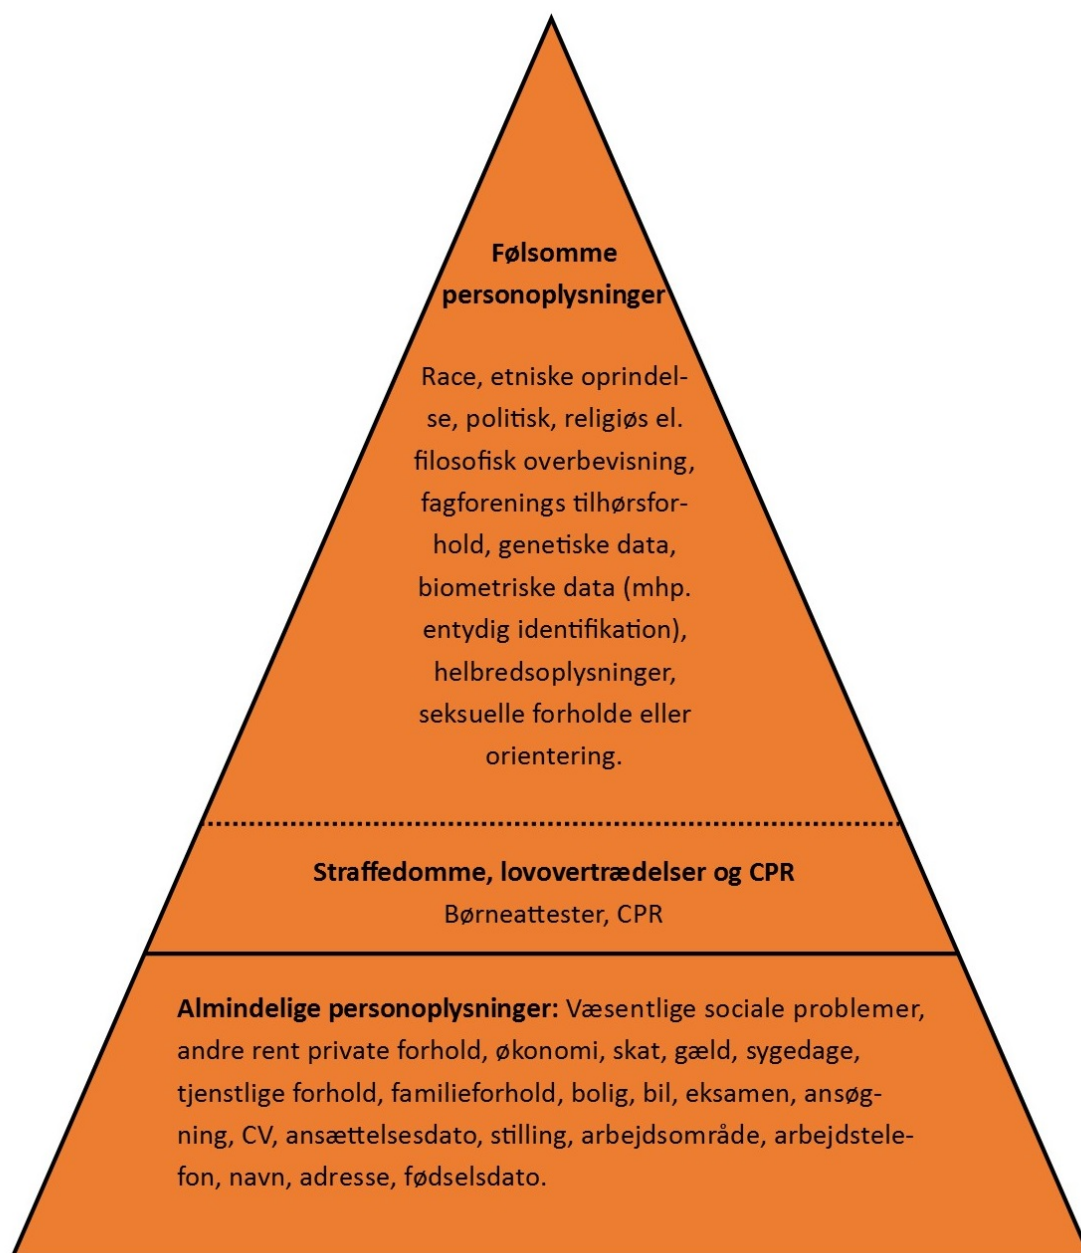 Følsomme
personoplysninger
Race, etniske oprindel-
se, politisk, religiøs el.
filosofisk overbevisning,
fagforenings tilhørsfor-
hold, genetiske data,
biometriske data (mhp.
entydig identifikation),
helbredsoplysninger,
seksuelle forholde eller
orientering.
Straffedomme, lovovertrædelser og CPR
Børneattester, CPR
Almindelige personoplysninger: Væsentlige sociale problemer,
andre rent private forhold, økonomi, skat, gæld, sygedage,
tjenstlige forhold, familieforhold, bolig, bil, eksamen, ansøg-
ning, CV, ansættelsesdato, stilling, arbejdsområde, arbejdstele-
fon, navn, adresse, fødselsdato.